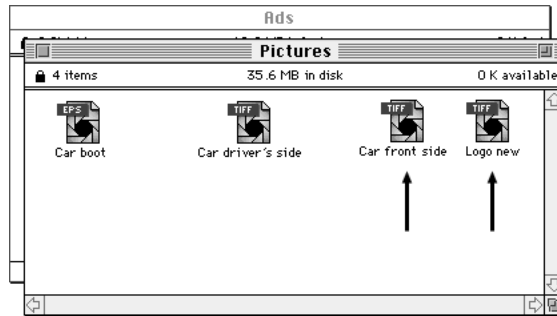 Ads
Pictures
4 items 35.6 MB in disk 0 K available
EPS TIFF TIFF TIFF
Car boot Car driver's side Car front side Logo new